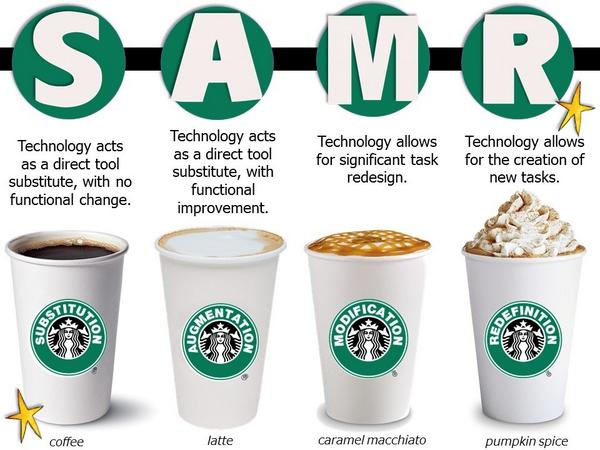 S A M R
Technology acts
as a direct tool
substitute, with no
functional change.
Technology acts
as a direct tool
substitute, with
functional
improvement.
Technology allows
for significant task
redesign.
Technology allows
for the creation of
new tasks.
SUBSTITUTION
®
AUGMENTATION
®
MODIFICATION
®
REDEFINITION
®
coffee
latte
caramel macchiato
pumpkin spice